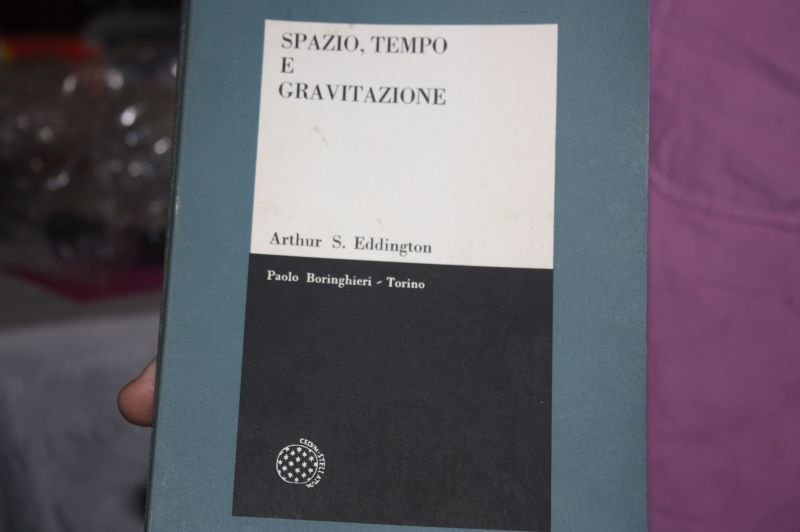 SPAZIO, TEMPO
E
GRAVITAZIONE
Arthur S. Eddington
Paolo Boringhieri - Torino